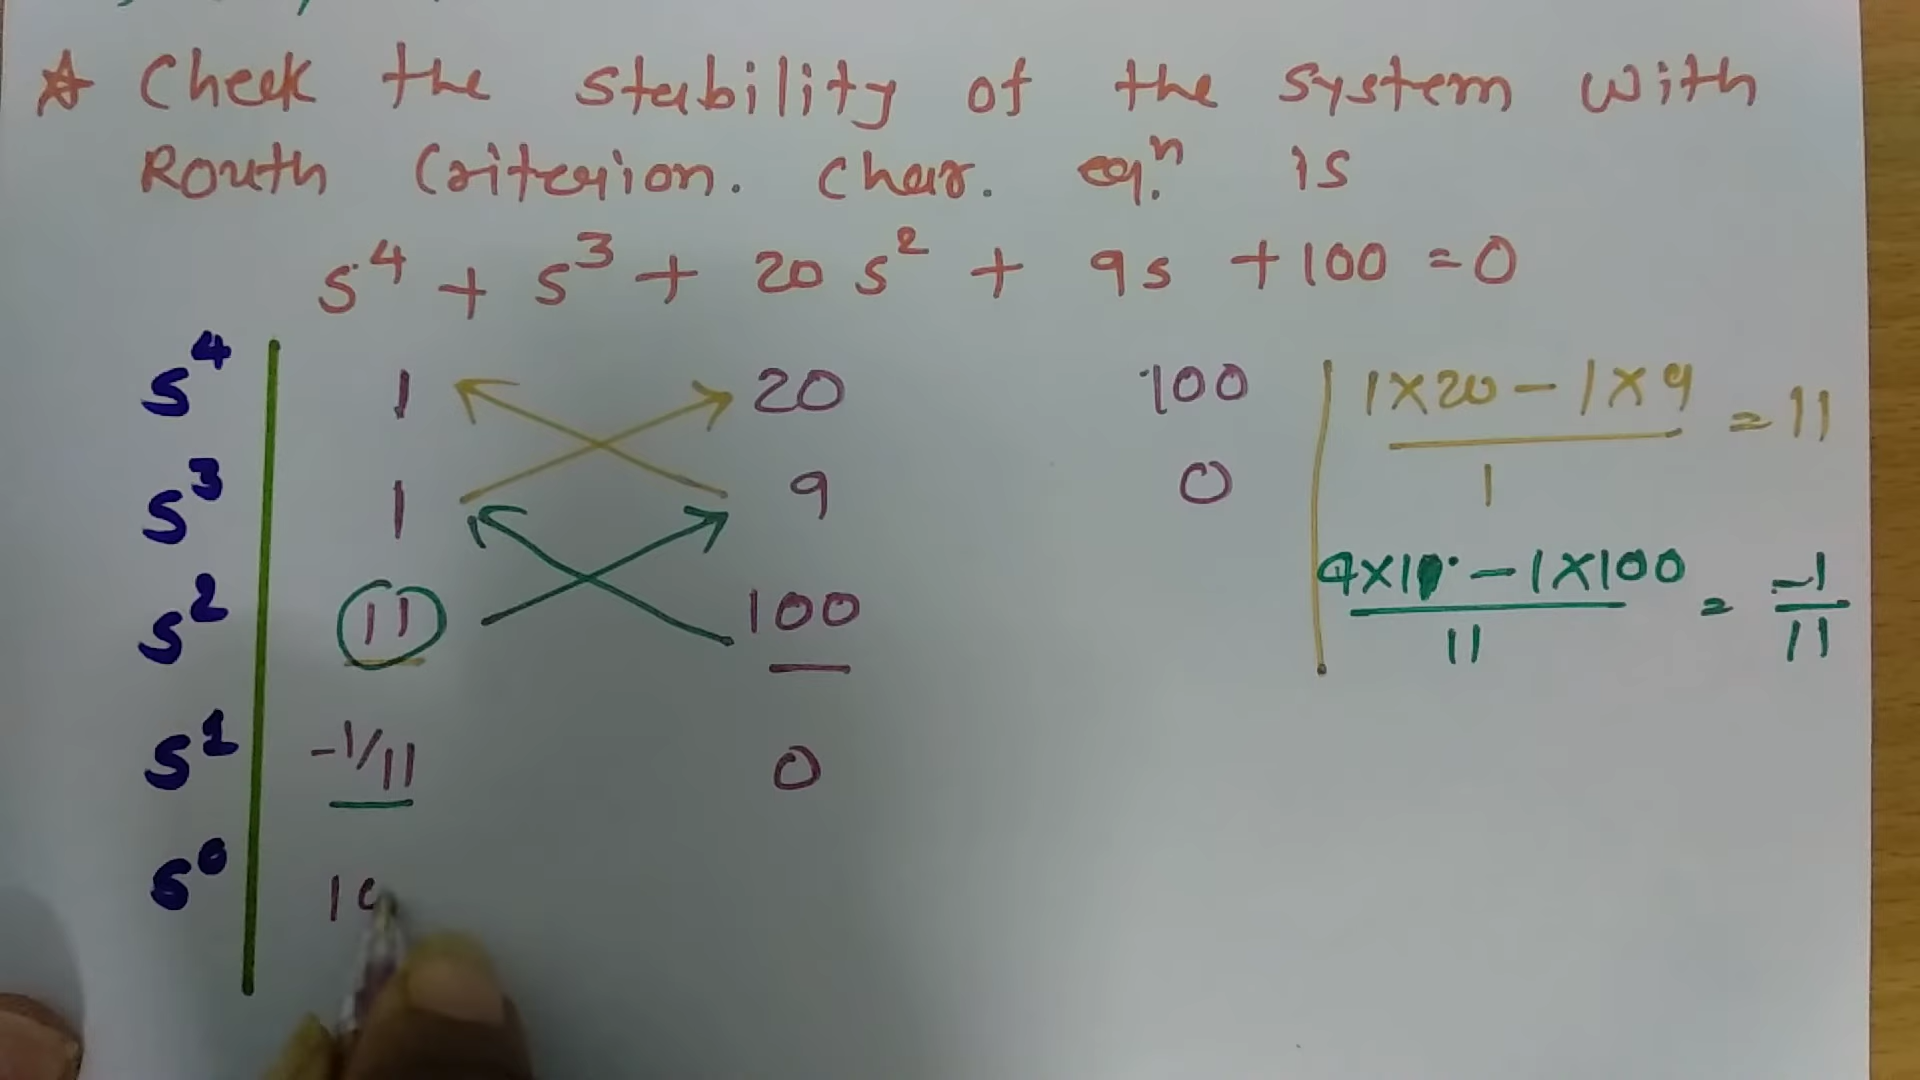 ☆ Check the stability of the system with
Routh Criterion. Char. eqⁿ. is
s⁴ + s³ + 20 s² + 9s + 100 = 0
s⁴ 1 20 100
s³ 1 9 0
s² 11 100
s¹ -1/11 0
s⁰ 10
1×20 - 1×9 = 11
1
9×11 - 1×100 = -1
11 11